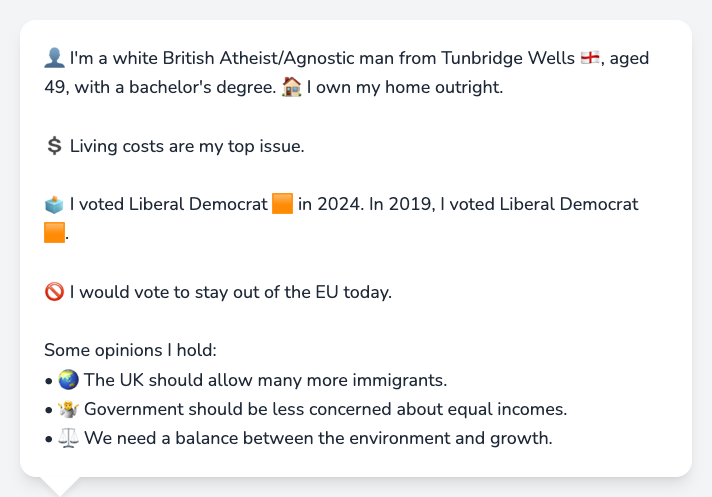 👤 I'm a white British Atheist/Agnostic man from Tunbridge Wells 🏴󠁧󠁢󠁥󠁮󠁧󠁿, aged
49, with a bachelor's degree. 🏠 I own my home outright.
💲 Living costs are my top issue.
🗳️ I voted Liberal Democrat 🟧 in 2024. In 2019, I voted Liberal Democrat
🟧.
🚫 I would vote to stay out of the EU today.
Some opinions I hold:
• 🌏 The UK should allow many more immigrants.
• 🤷 Government should be less concerned about equal incomes.
• ⚖️ We need a balance between the environment and growth.